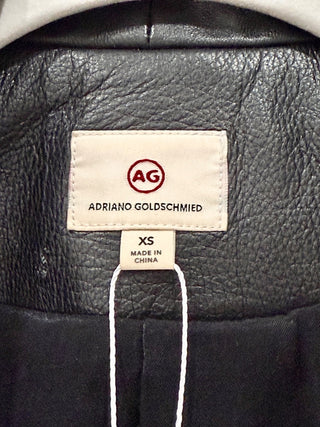 AG
ADRIANO GOLDSCHMIED
XS
MADE IN
CHINA